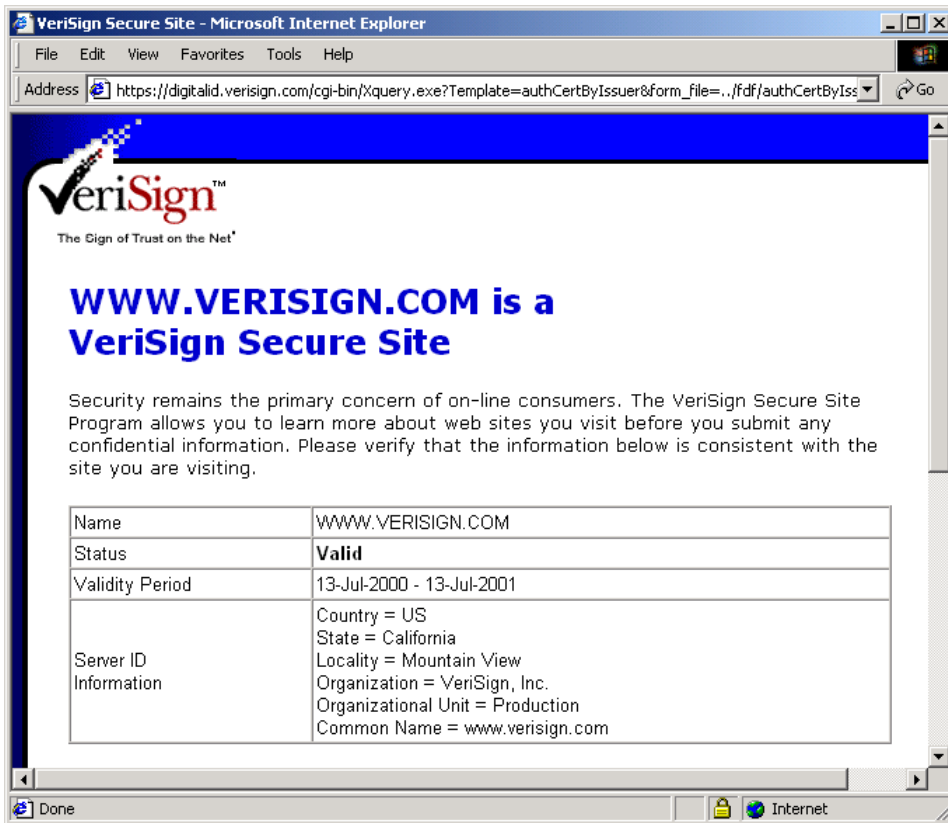 VeriSign Secure Site - Microsoft Internet Explorer
File Edit View Favorites Tools Help
Address https://digitalid.verisign.com/cgi-bin/Xquery.exe?Template=authCertByIssuer&form_file=../fdf/authCertByIss Go
VeriSign™
The Sign of Trust on the Net
WWW.VERISIGN.COM is a
VeriSign Secure Site
Security remains the primary concern of on-line consumers. The VeriSign Secure Site
Program allows you to learn more about web sites you visit before you submit any
confidential information. Please verify that the information below is consistent with the
site you are visiting.
Name WWW.VERISIGN.COM
Status Valid
Validity Period 13-Jul-2000 - 13-Jul-2001
Server ID
Information
Country = US
State = California
Locality = Mountain View
Organization = VeriSign, Inc.
Organizational Unit = Production
Common Name = www.verisign.com
Done Internet